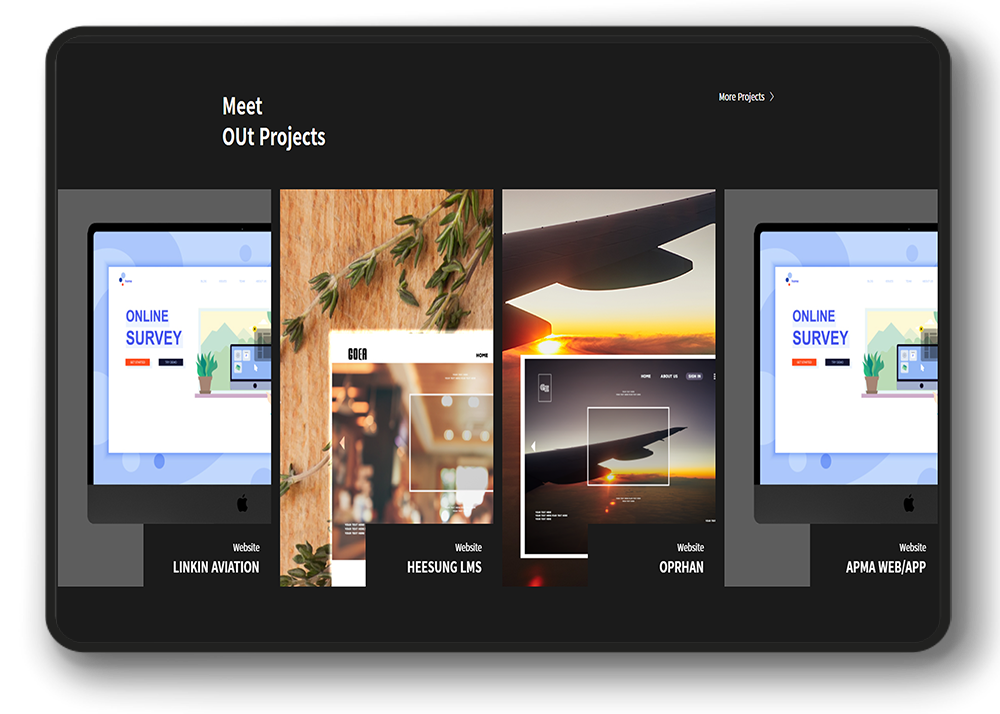 Meet
OUt Projects
More Projects
ONLINE
SURVEY
Website
LINKIN AVIATION
GOER
HOME
Website
HEESUNG LMS
HOME ABOUT US SIGN IN
Website
OPRHAN
ONLINE
SURVEY
Website
APMA WEB/APP